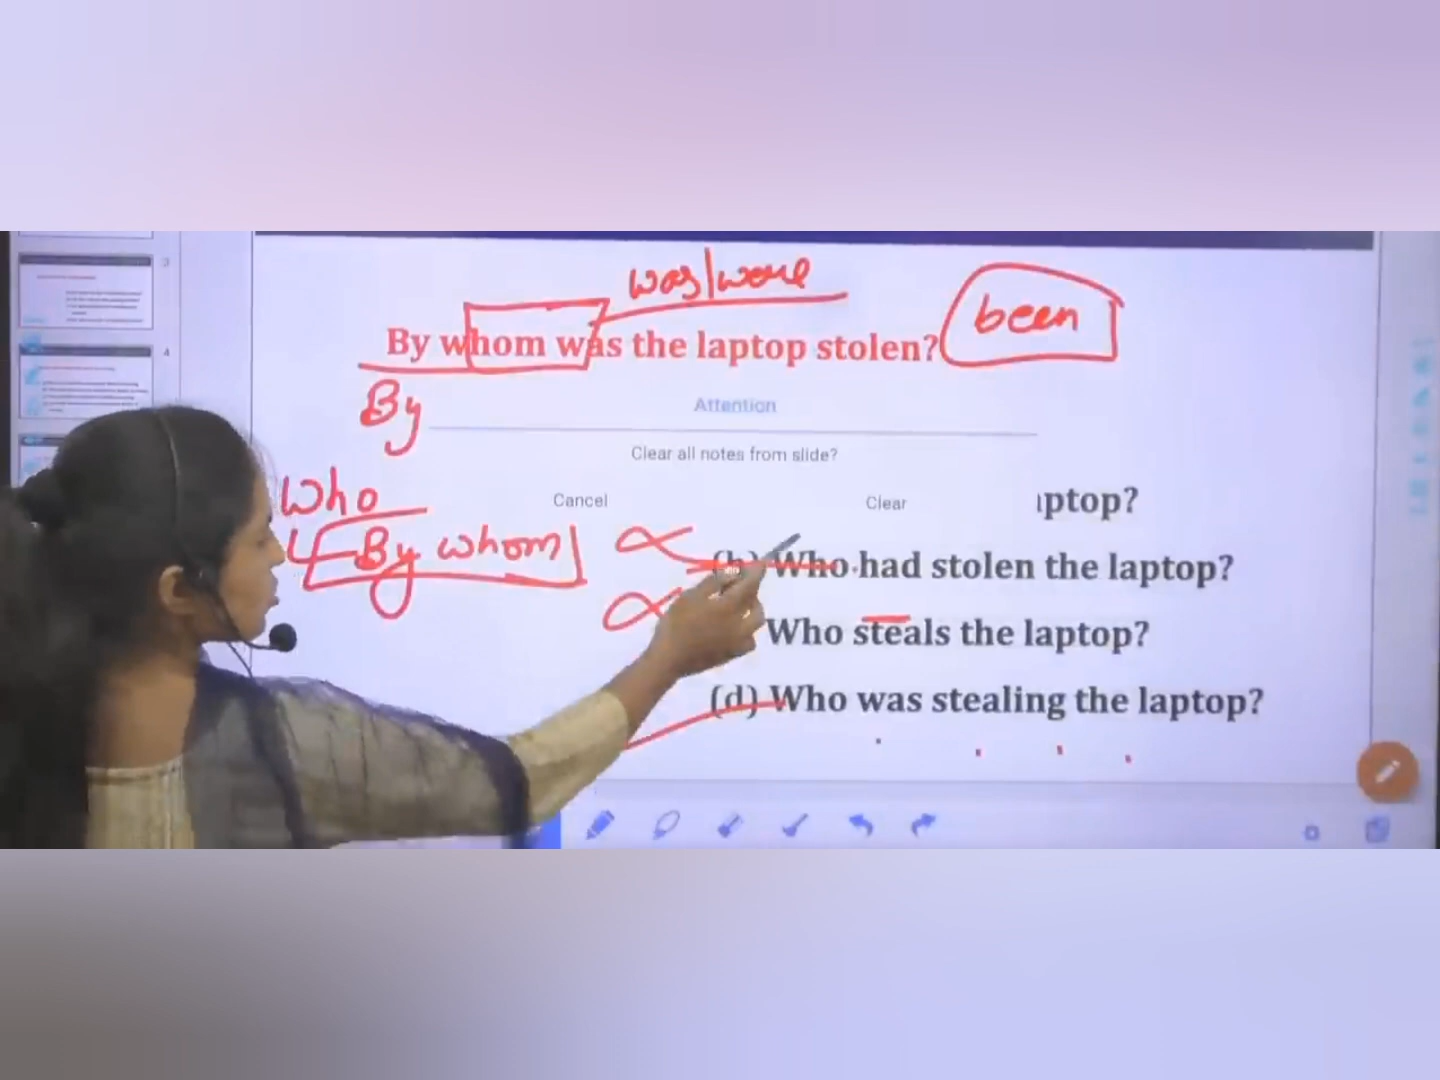 was/were
been
By whom was the laptop stolen?
By
Attention
Clear all notes from slide?
Who
Cancel
Clear
ptop?
By whom
(b) Who had stolen the laptop?
Who steals the laptop?
(d) Who was stealing the laptop?